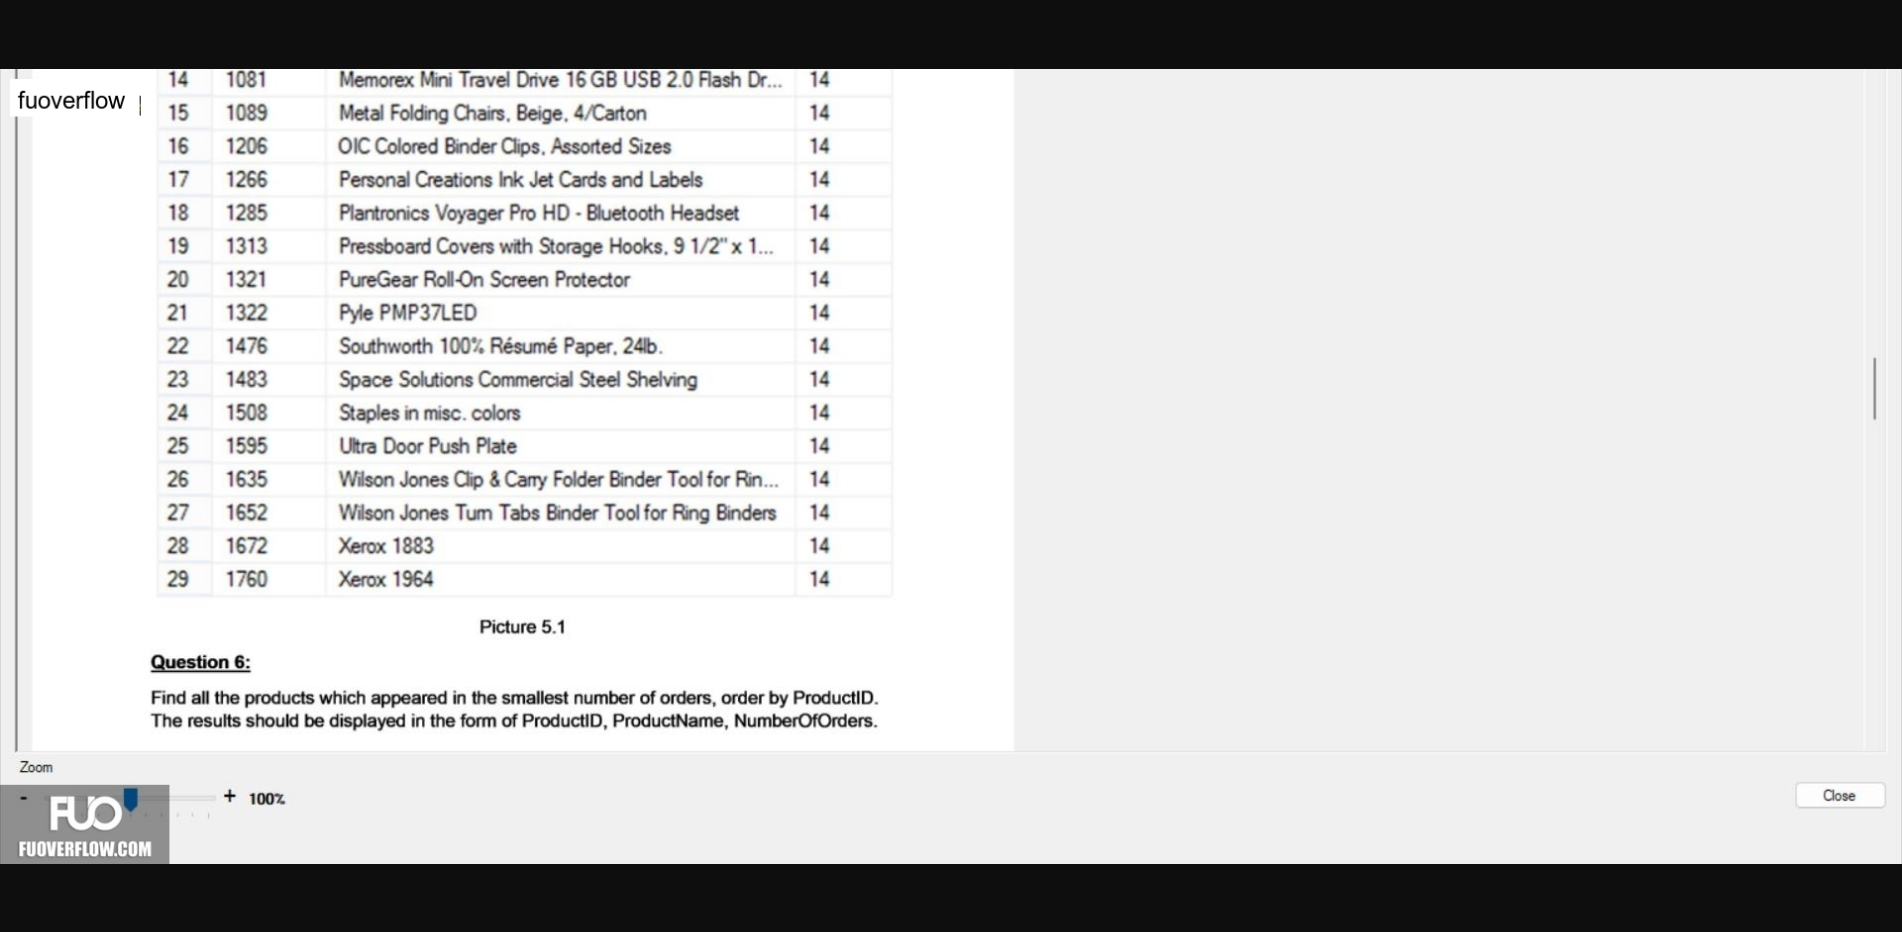 fuoverflow
14 1081 Memorex Mini Travel Drive 16 GB USB 2.0 Flash Dr... 14
15 1089 Metal Folding Chairs, Beige, 4/Carton 14
16 1206 OIC Colored Binder Clips, Assorted Sizes 14
17 1266 Personal Creations Ink Jet Cards and Labels 14
18 1285 Plantronics Voyager Pro HD - Bluetooth Headset 14
19 1313 Pressboard Covers with Storage Hooks, 9 1/2" x 1... 14
20 1321 PureGear Roll-On Screen Protector 14
21 1322 Pyle PMP37LED 14
22 1476 Southworth 100% Résumé Paper, 24lb. 14
23 1483 Space Solutions Commercial Steel Shelving 14
24 1508 Staples in misc. colors 14
25 1595 Ultra Door Push Plate 14
26 1635 Wilson Jones Clip & Carry Folder Binder Tool for Rin... 14
27 1652 Wilson Jones Turn Tabs Binder Tool for Ring Binders 14
28 1672 Xerox 1883 14
29 1760 Xerox 1964 14
Picture 5.1
Question 6:
Find all the products which appeared in the smallest number of orders, order by ProductID.
The results should be displayed in the form of ProductID, ProductName, NumberOfOrders.
Zoom
- + 100%
Close
FUO
FUOVERFLOW.COM